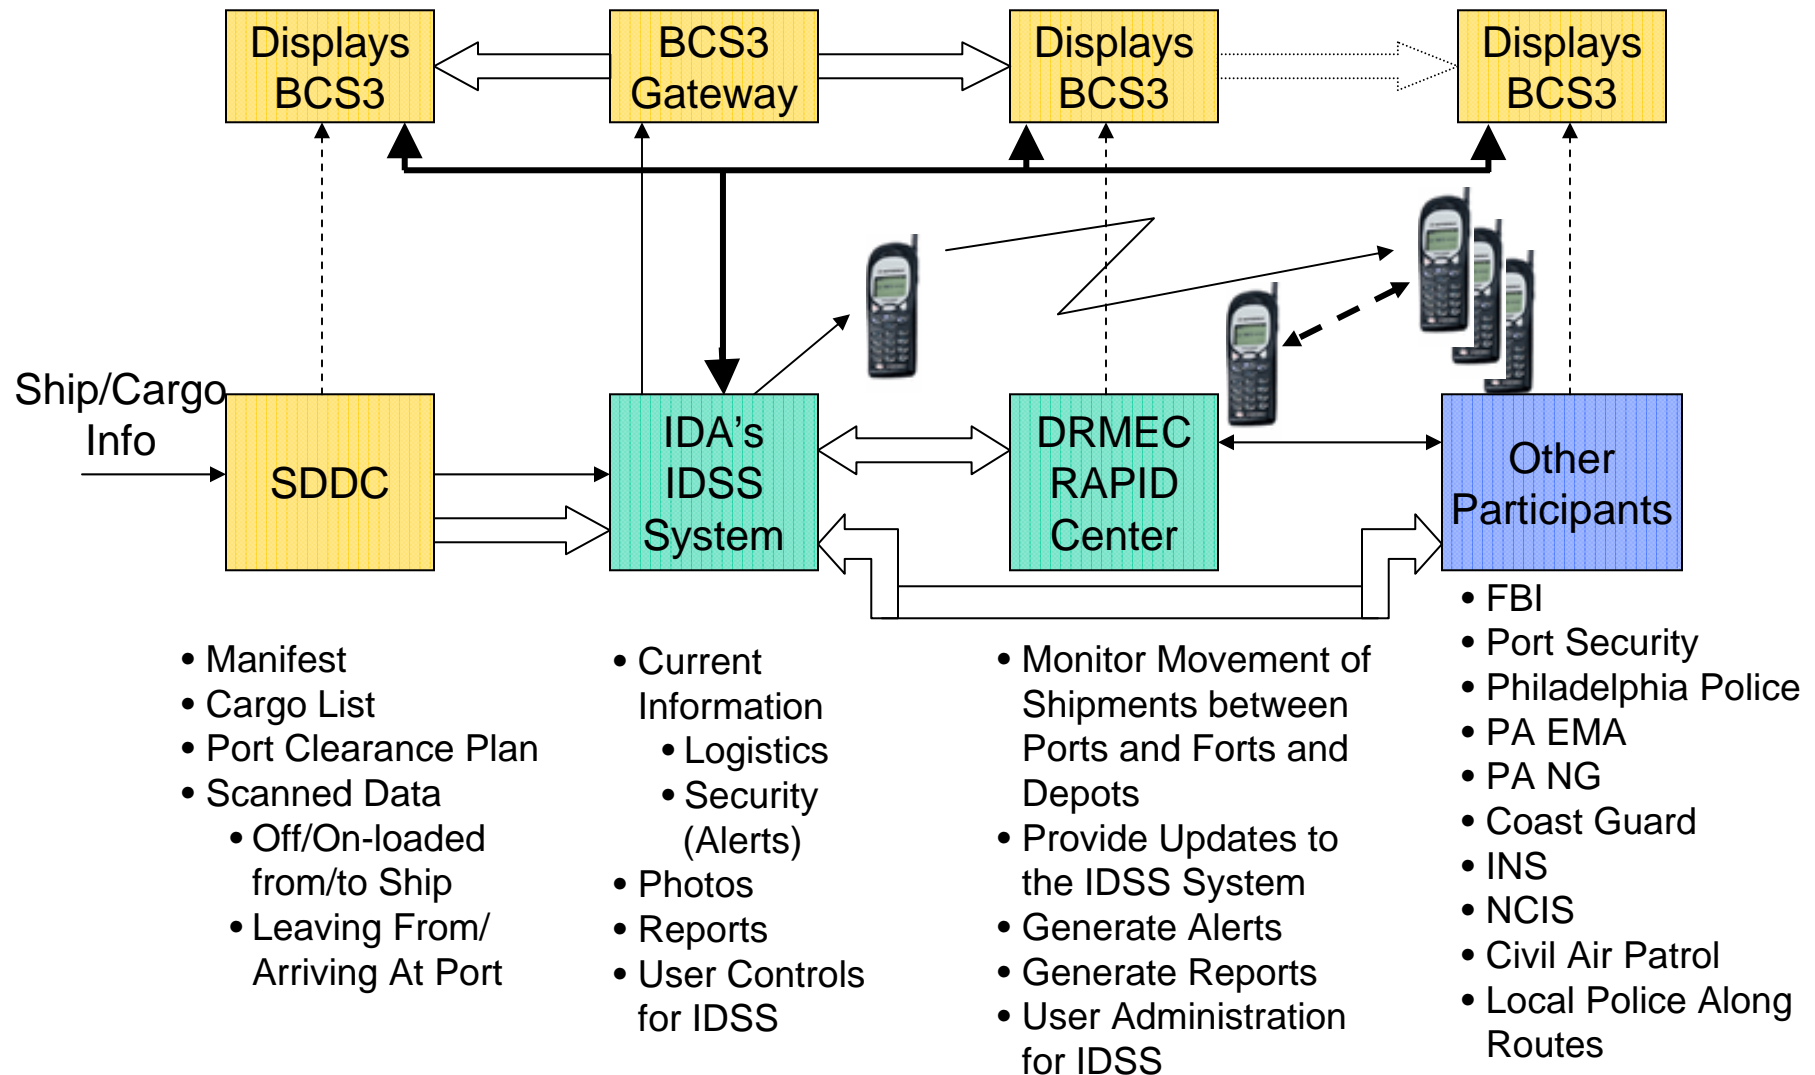 Displays
BCS3
BCS3
Gateway
Displays
BCS3
Displays
BCS3
Ship/Cargo
Info
SDDC
IDA's
IDSS
System
DRMEC
RAPID
Center
Other
Participants
• Manifest
• Cargo List
• Port Clearance Plan
• Scanned Data
• Off/On-loaded
from/to Ship
• Leaving From/
Arriving At Port
• Current
Information
• Logistics
• Security
(Alerts)
• Photos
• Reports
• User Controls
for IDSS
• Monitor Movement of
Shipments between
Ports and Forts and
Depots
• Provide Updates to
the IDSS System
• Generate Alerts
• Generate Reports
• User Administration
for IDSS
• FBI
• Port Security
• Philadelphia Police
• PA EMA
• PA NG
• Coast Guard
• INS
• NCIS
• Civil Air Patrol
• Local Police Along
Routes